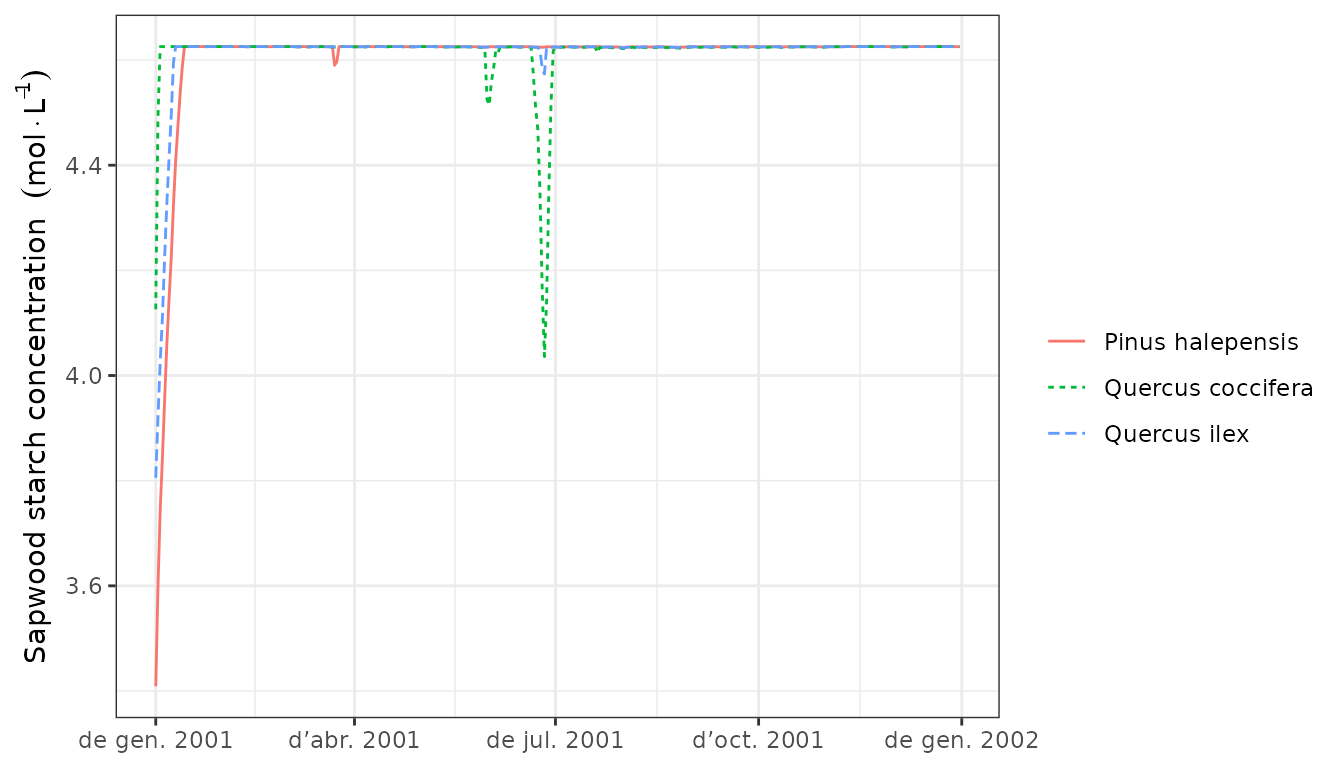 Sapwood starch concentration (mol · L⁻¹)
4.4
4.0
3.6
de gen. 2001 d’abr. 2001 de jul. 2001 d’oct. 2001 de gen. 2002
Pinus halepensis
Quercus coccifera
Quercus ilex